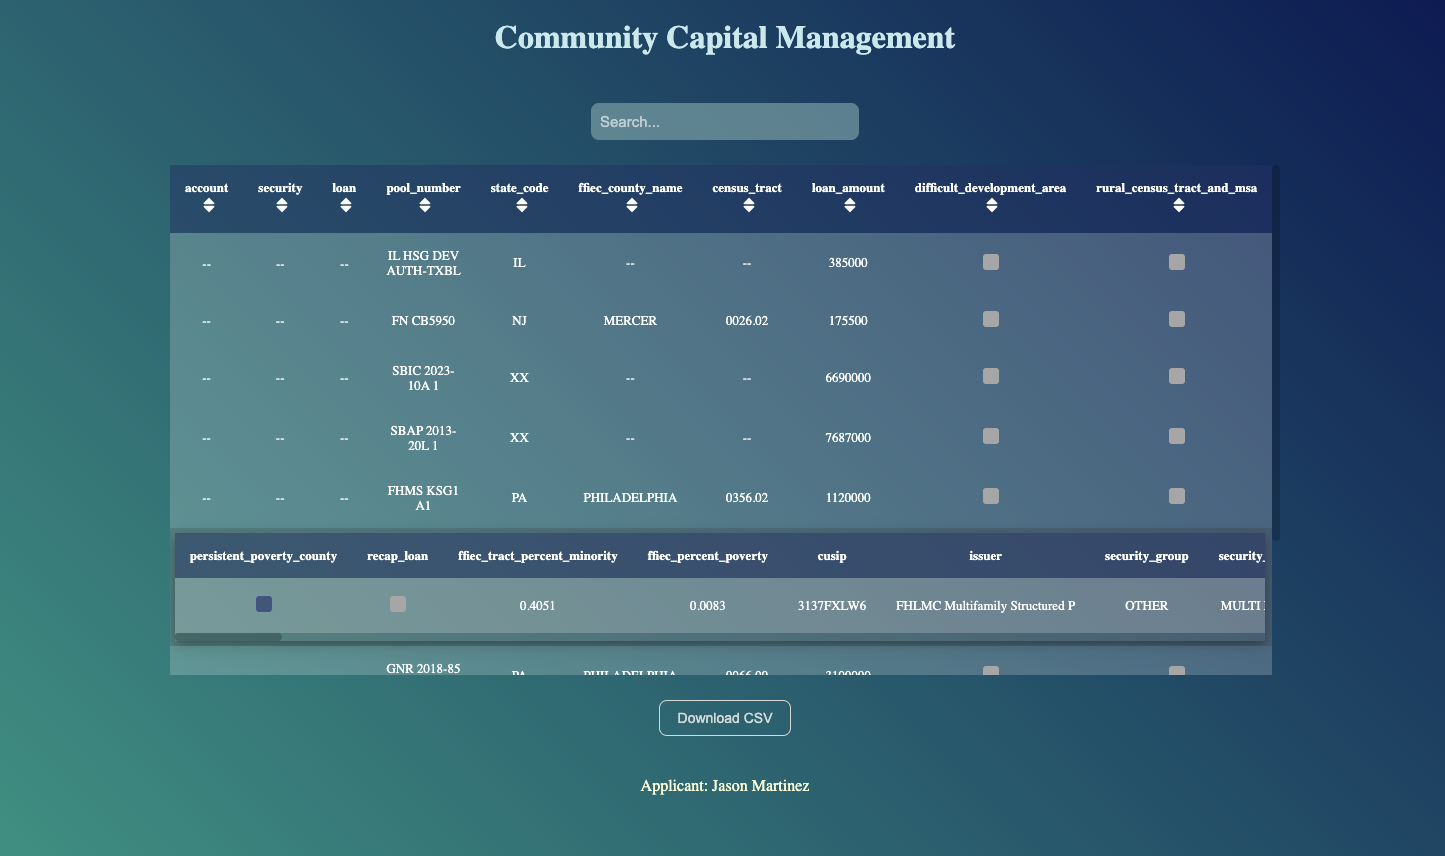 Community Capital Management
Search...
account security loan pool_number state_code ffiec_county_name census_tract loan_amount difficult_development_area rural_census_tract_and_msa
-- -- -- IL HSG DEV AUTH-TXBL IL -- -- 385000
-- -- -- FN CB5950 NJ MERCER 0026.02 175500
-- -- -- SBIC 2023-10A 1 XX -- -- 6690000
-- -- -- SBAP 2013-20L 1 XX -- -- 7687000
-- -- -- FHMS KSG1 A1 PA PHILADELPHIA 0356.02 1120000
persistent_poverty_county recap_loan ffiec_tract_percent_minority ffiec_percent_poverty cusip issuer security_group security_
0.4051 0.0083 3137FXLW6 FHLMC Multifamily Structured P OTHER MULTI
GNR 2018-85 PA PHILADELPHIA
Download CSV
Applicant: Jason Martinez